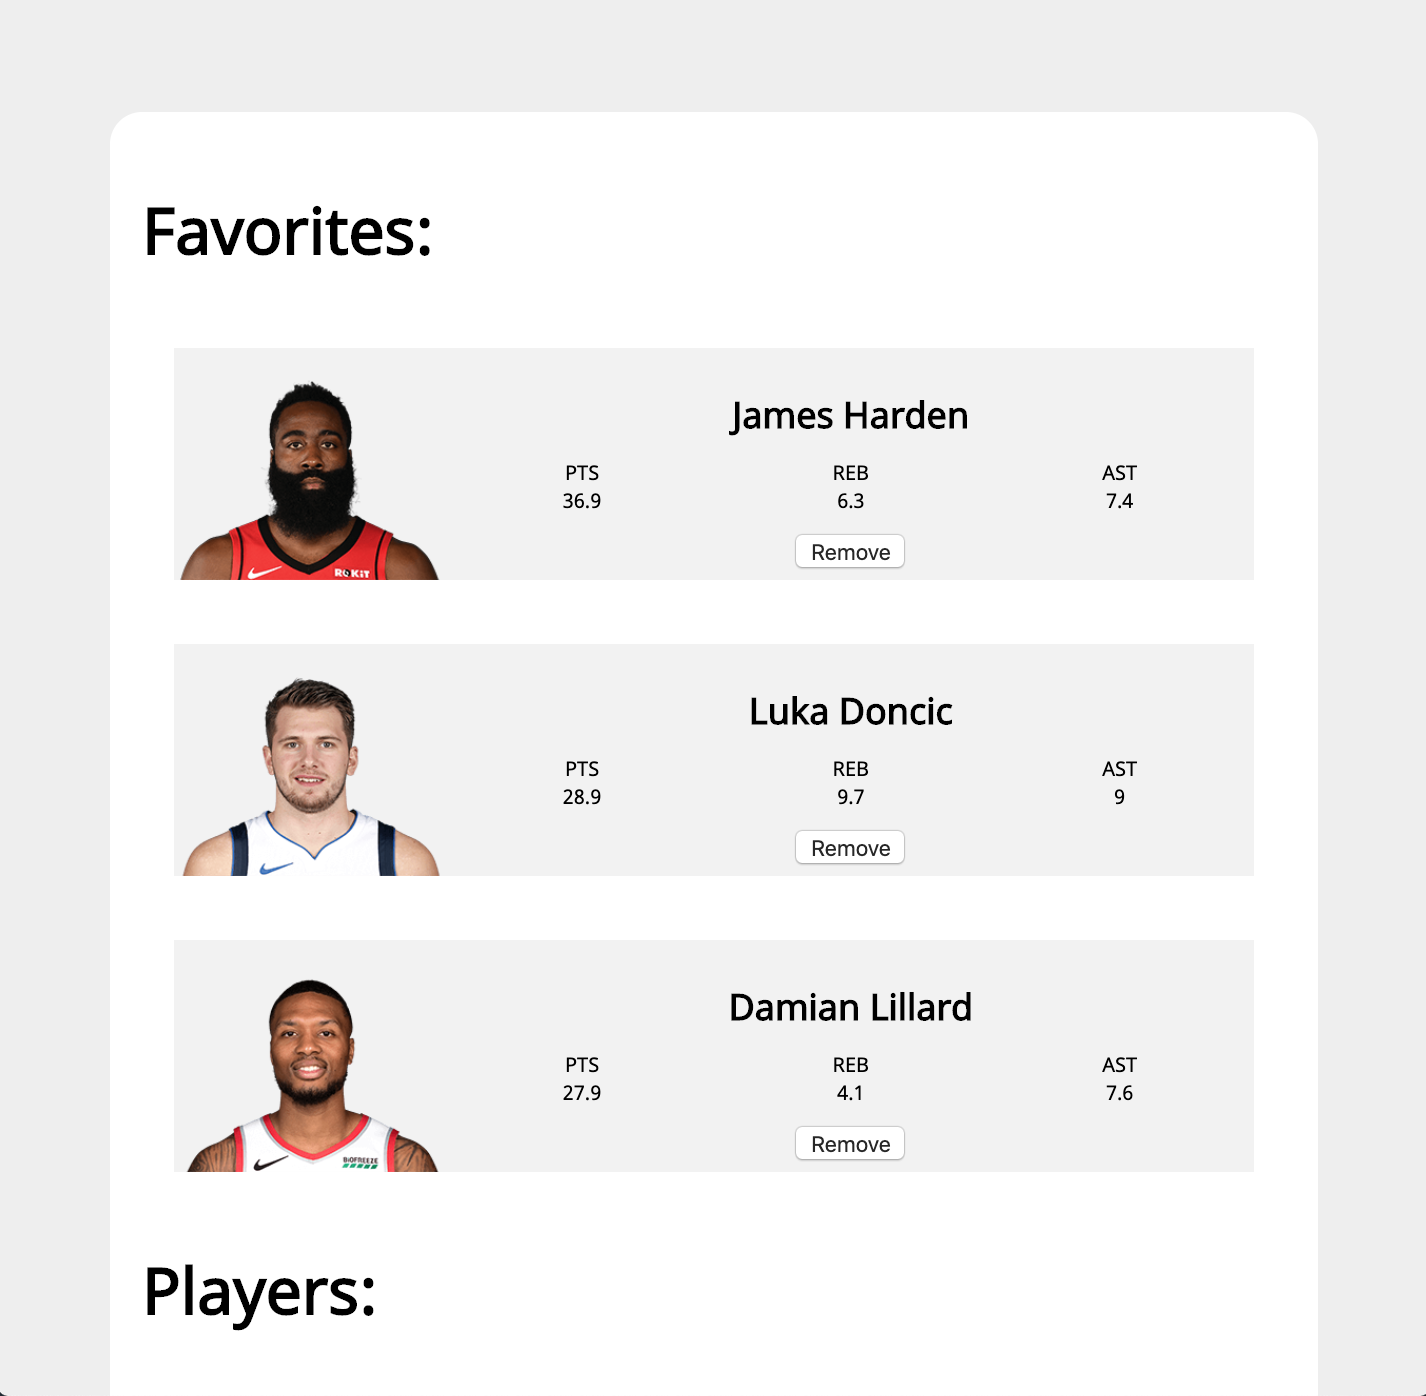 Favorites:
James Harden
PTS REB AST
36.9 6.3 7.4
Remove
ROKiT
Luka Doncic
PTS REB AST
28.9 9.7 9
Remove
Damian Lillard
PTS REB AST
27.9 4.1 7.6
Remove
BIOFREEZE
Players: